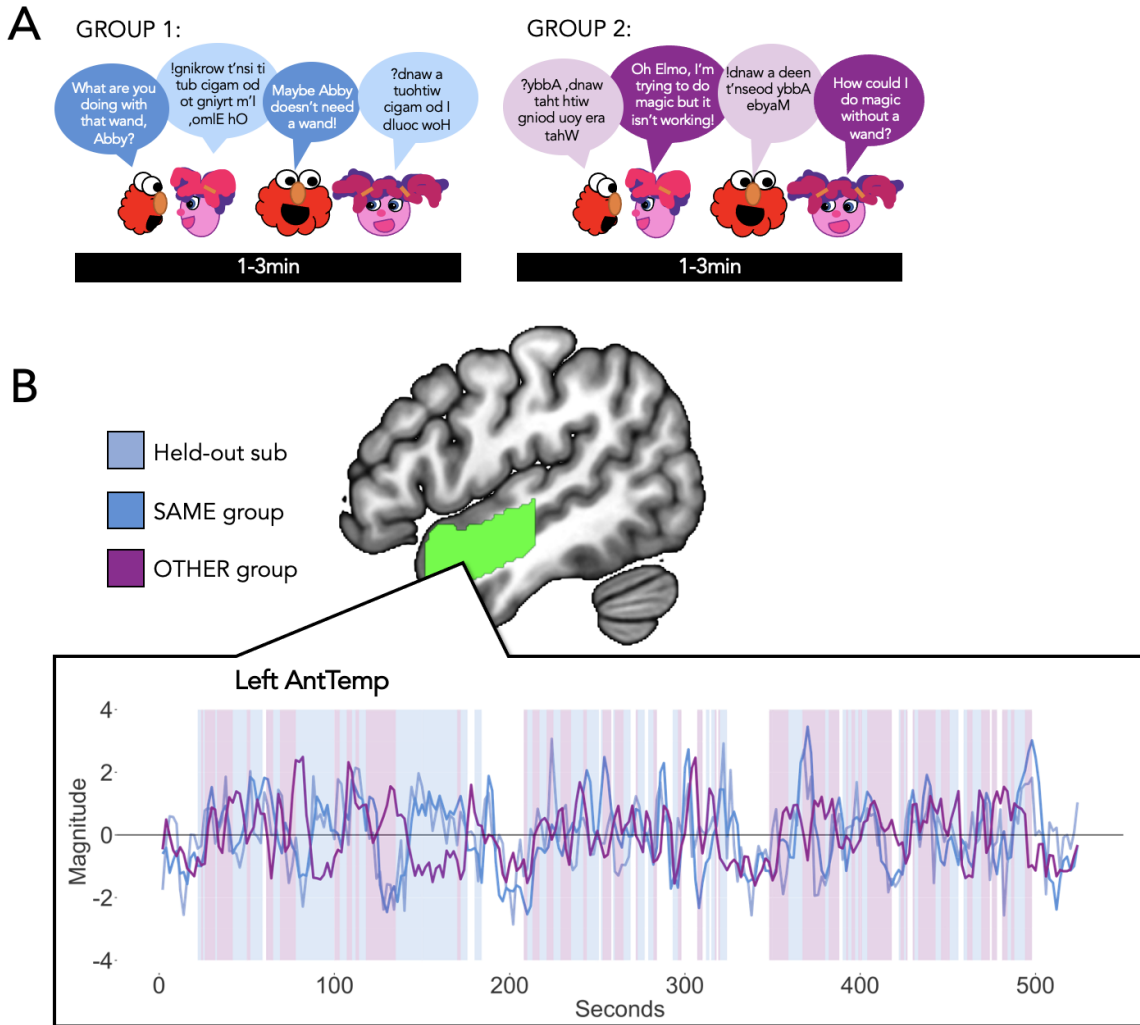 A
GROUP 1:
What are you
doing with
that wand,
Abby?
!gnikrow t'nsi ti
tub cigam od
ot gniyrt m'I
,omlE hO
Maybe Abby
doesn't need
a wand!
?dnaw a
tuohtiw
cigam od I
dluoc woH
1-3min
GROUP 2:
?ybbA ,dnaw
taht htiw
gniod uoy era
tahW
Oh Elmo, I'm
trying to do
magic but it
isn't working!
!dnaw a deen
t'nseod ybbA
ebyaM
How could I
do magic
without a
wand?
1-3min
B
Held-out sub
SAME group
OTHER group
Left AntTemp
Magnitude
4
2
0
-2
-4
0 100 200 300 400 500
Seconds